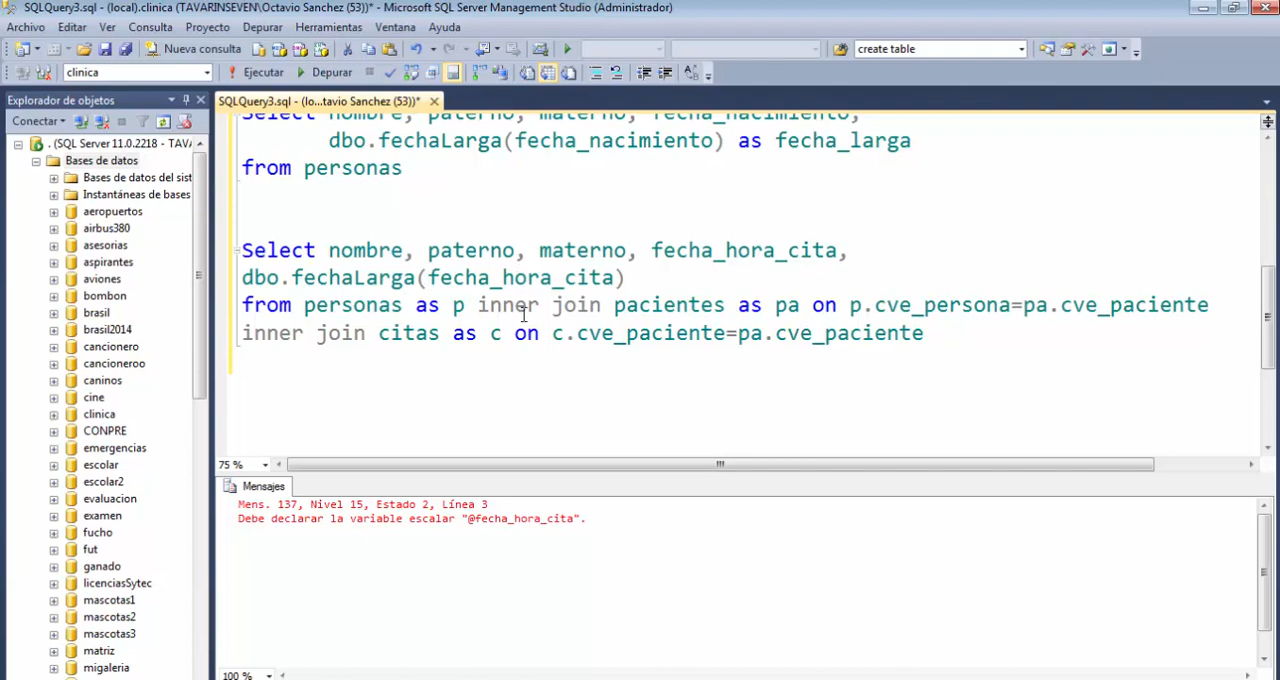 SQLQuery3.sql - (local).clinica (TAVARINSEVEN\Octavio Sanchez (53))* - Microsoft SQL Server Management Studio (Administrador)
Archivo Editar Ver Consulta Proyecto Depurar Herramientas Ventana Ayuda
Nueva consulta create table
clinica Ejecutar Depurar
Explorador de objetos
SQLQuery3.sql - (lo...tavio Sanchez (53))*
Conectar
. (SQL Server 11.0.2218 - TAV
Bases de datos
Bases de datos del sist
Instantáneas de bases
aeropuertos
airbus380
asesorias
aspirantes
aviones
bombon
brasil
brasil2014
cancionero
cancioneroo
caninos
cine
clinica
CONPRE
emergencias
escolar
escolar2
evaluacion
examen
fucho
fut
ganado
licenciasSytec
mascotas1
mascotas2
mascotas3
matriz
migaleria
Select nombre, paterno, materno, fecha_nacimiento,
dbo.fechaLarga(fecha_nacimiento) as fecha_larga
from personas
Select nombre, paterno, materno, fecha_hora_cita,
dbo.fechaLarga(fecha_hora_cita)
from personas as p inner join pacientes as pa on p.cve_persona=pa.cve_paciente
inner join citas as c on c.cve_paciente=pa.cve_paciente
75 %
Mensajes
Mens. 137, Nivel 15, Estado 2, Línea 3
Debe declarar la variable escalar "@fecha_hora_cita".
100 %